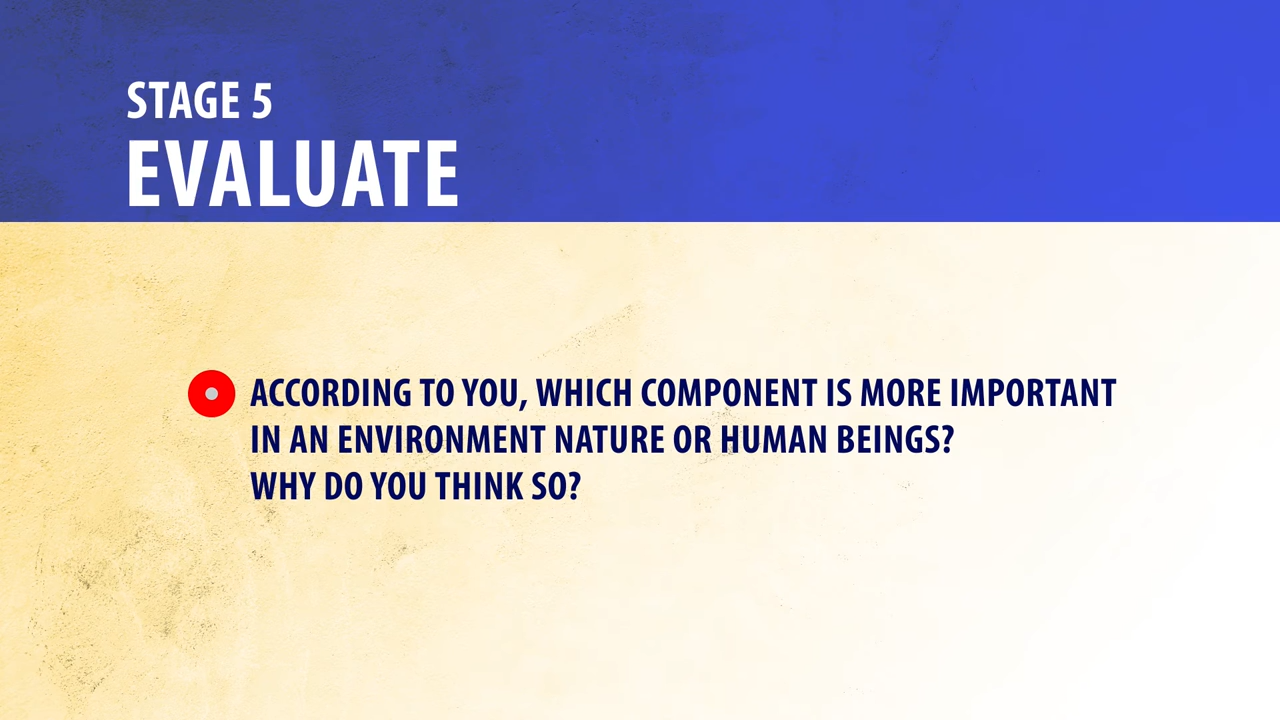 STAGE 5
EVALUATE
ACCORDING TO YOU, WHICH COMPONENT IS MORE IMPORTANT
IN AN ENVIRONMENT NATURE OR HUMAN BEINGS?
WHY DO YOU THINK SO?